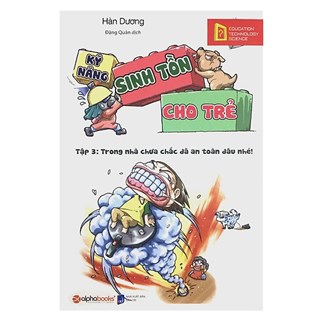 Hàn Dương
Đặng Quân dịch
EDUCATION
TECHNOLOGY
SCIENCE
KỸ NĂNG
SINH TỒN
CHO TRẺ
Tập 3: Trong nhà chưa chắc đã an toàn đâu nhé!
alphabooks